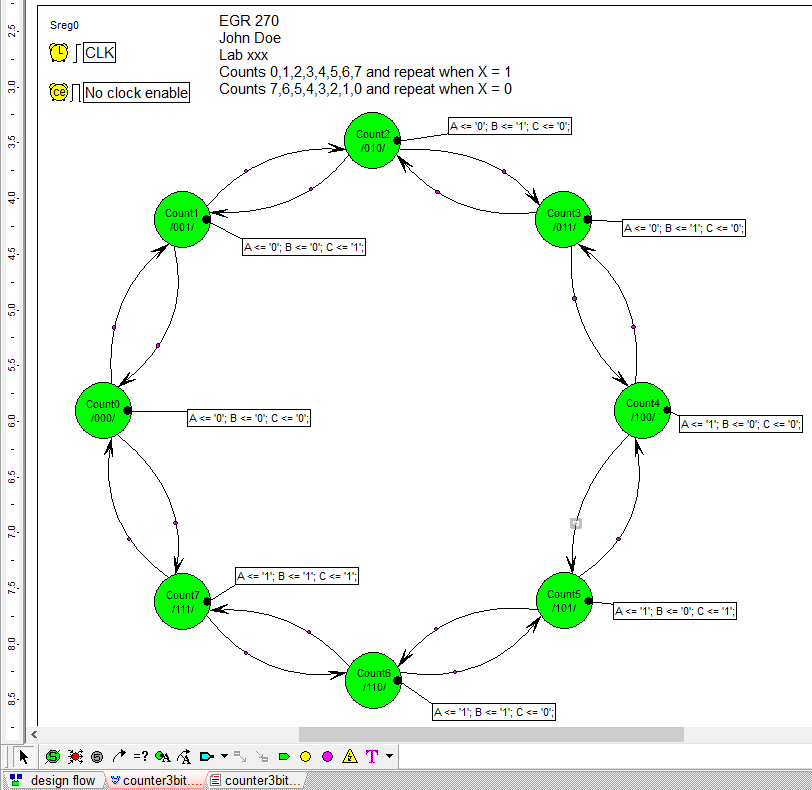 Sreg0
CLK
No clock enable
EGR 270
John Doe
Lab xxx
Counts 0,1,2,3,4,5,6,7 and repeat when X = 1
Counts 7,6,5,4,3,2,1,0 and repeat when X = 0
Count2
/010/
A <= '0'; B <= '1'; C <= '0';
Count1
/001/
A <= '0'; B <= '0'; C <= '1';
Count3
/011/
A <= '0'; B <= '1'; C <= '0';
Count0
/000/
A <= '0'; B <= '0'; C <= '0';
Count4
/100/
A <= '1'; B <= '0'; C <= '0';
Count7
/111/
A <= '1'; B <= '1'; C <= '1';
Count5
/101/
A <= '1'; B <= '0'; C <= '1';
Count6
/110/
A <= '1'; B <= '1'; C <= '0';
2.5
3.0
3.5
4.0
4.5
5.0
5.5
6.0
6.5
7.0
7.5
8.0
8.5
design flow
counter3bit....
counter3bit...